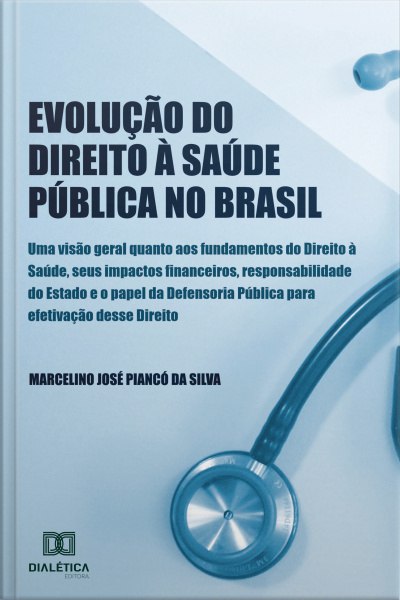 EVOLUÇÃO DO
DIREITO À SAÚDE
PÚBLICA NO BRASIL
Uma visão geral quanto aos fundamentos do Direito à
Saúde, seus impactos financeiros, responsabilidade
do Estado e o papel da Defensoria Pública para
efetivação desse Direito
MARCELINO JOSÉ PIANCÓ DA SILVA
DIALÉTICA
EDITORA